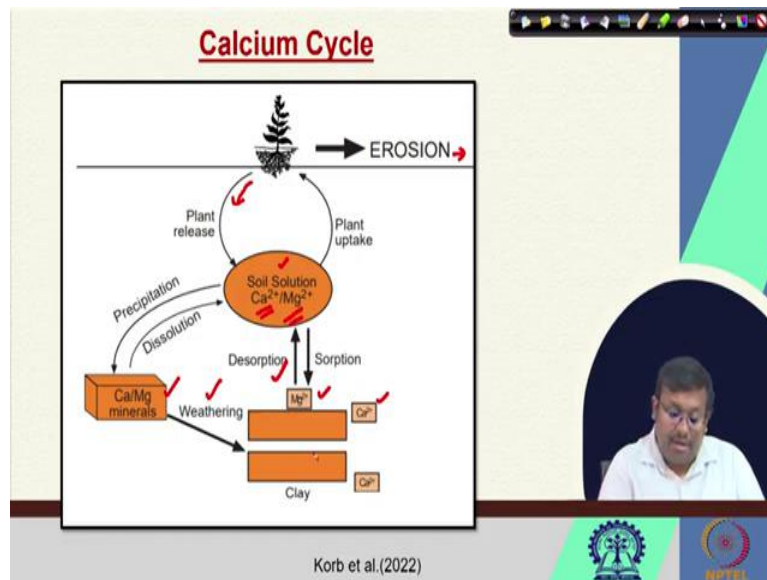 Calcium Cycle
EROSION
Plant
release
Plant
uptake
Soil Solution
Ca²⁺/Mg²⁺
Precipitation
Dissolution
Desorption
Sorption
Ca/Mg
minerals
Weathering
Mg²⁺
Ca²⁺
Ca²⁺
Clay
Korb et al.(2022)
NPTEL